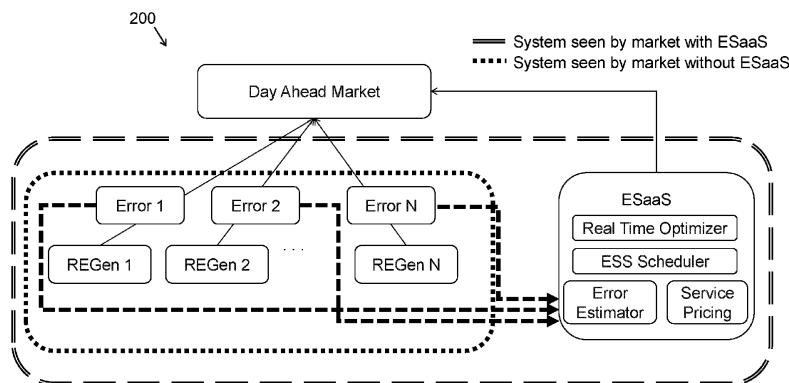 200
System seen by market with ESaaS
System seen by market without ESaaS
Day Ahead Market
Error 1
Error 2
Error N
REGen 1
REGen 2
. . .
REGen N
ESaaS
Real Time Optimizer
ESS Scheduler
Error
Estimator
Service
Pricing